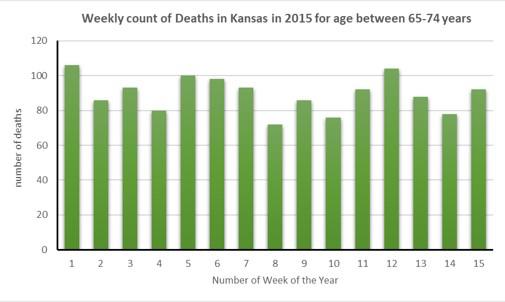 Weekly count of Deaths in Kansas in 2015 for age between 65-74 years
120
100
80
60
40
20
0
number of deaths
1 2 3 4 5 6 7 8 9 10 11 12 13 14 15
Number of Week of the Year